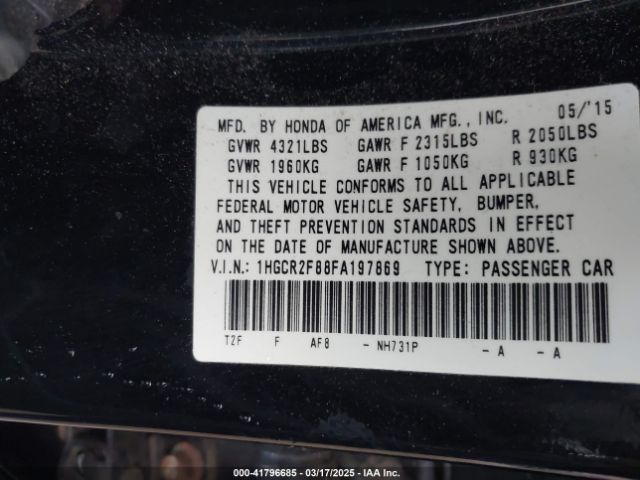 MFD. BY HONDA OF AMERICA MFG., INC. 05/'15
GVWR 4321LBS GAWR F 2315LBS R 2050LBS
GVWR 1960KG GAWR F 1050KG R 930KG
THIS VEHICLE CONFORMS TO ALL APPLICABLE
FEDERAL MOTOR VEHICLE SAFETY, BUMPER,
AND THEFT PREVENTION STANDARDS IN EFFECT
ON THE DATE OF MANUFACTURE SHOWN ABOVE.
V.I.N.: 1HGCR2F88FA197869 TYPE: PASSENGER CAR
T2F F AF8 - NH731P - A - A
000-41796685 - 03/17/2025 - IAA Inc.